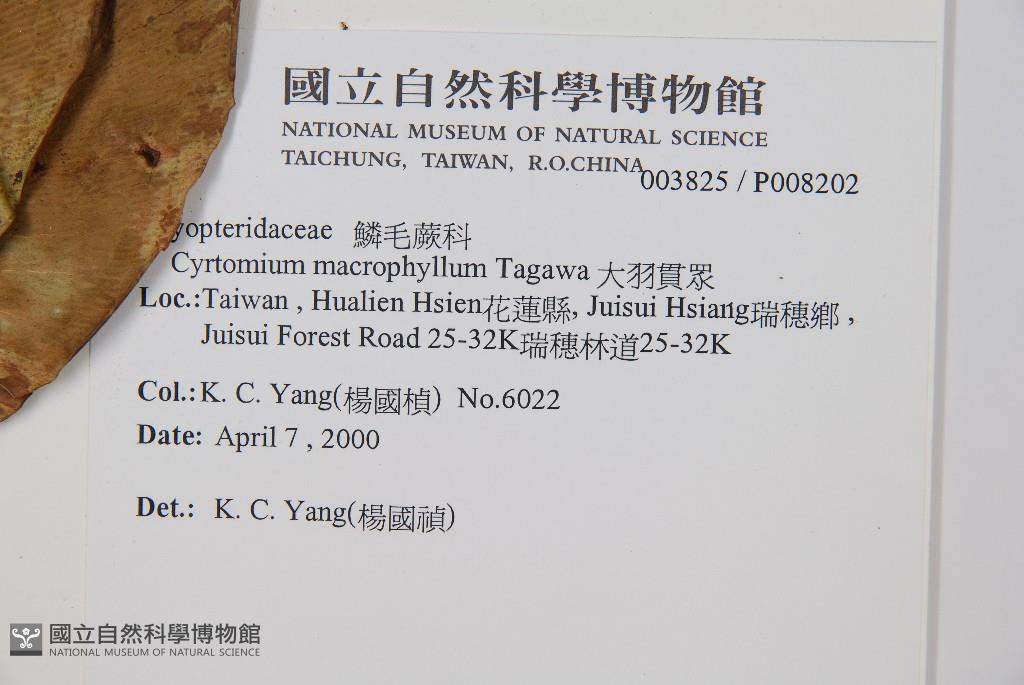 國立自然科學博物館
NATIONAL MUSEUM OF NATURAL SCIENCE
TAICHUNG, TAIWAN, R.O.CHINA
003825 / P008202
yopteridaceae 鱗毛蕨科
Cyrtomium macrophyllum Tagawa 大羽貫眾
Loc.:Taiwan , Hualien Hsien花蓮縣, Juisui Hsiang瑞穗鄉 ,
Juisui Forest Road 25-32K瑞穗林道25-32K
Col.:K. C. Yang(楊國楨) No.6022
Date: April 7 , 2000
Det.: K. C. Yang(楊國禎)
國立自然科學博物館
NATIONAL MUSEUM OF NATURAL SCIENCE